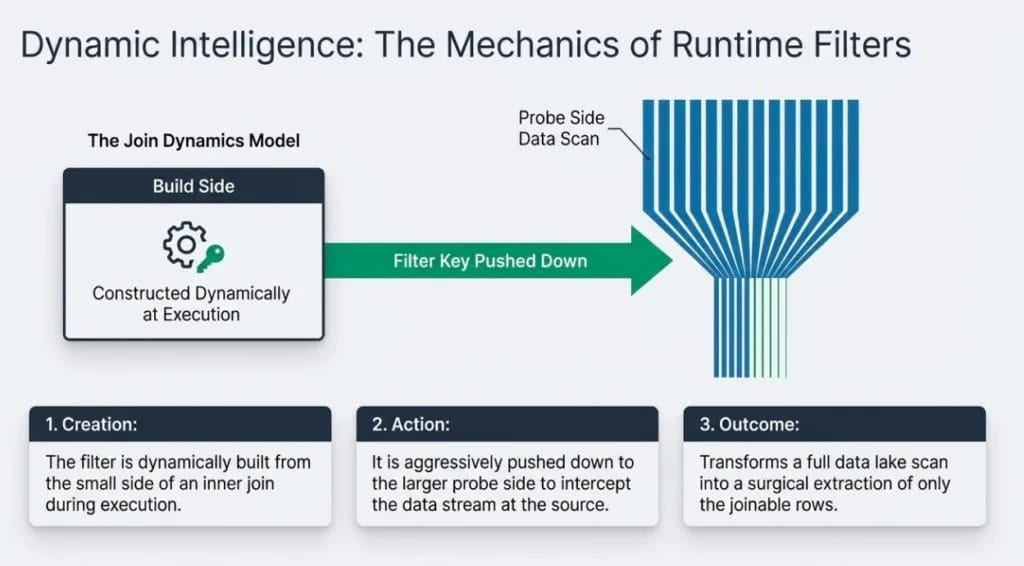 Dynamic Intelligence: The Mechanics of Runtime Filters
The Join Dynamics Model
Build Side
Constructed Dynamically
at Execution
Filter Key Pushed Down
Probe Side
Data Scan
1. Creation:
The filter is dynamically built from
the small side of an inner join
during execution.
2. Action:
It is aggressively pushed down to
the larger probe side to intercept
the data stream at the source.
3. Outcome:
Transforms a full data lake scan
into a surgical extraction of only
the joinable rows.